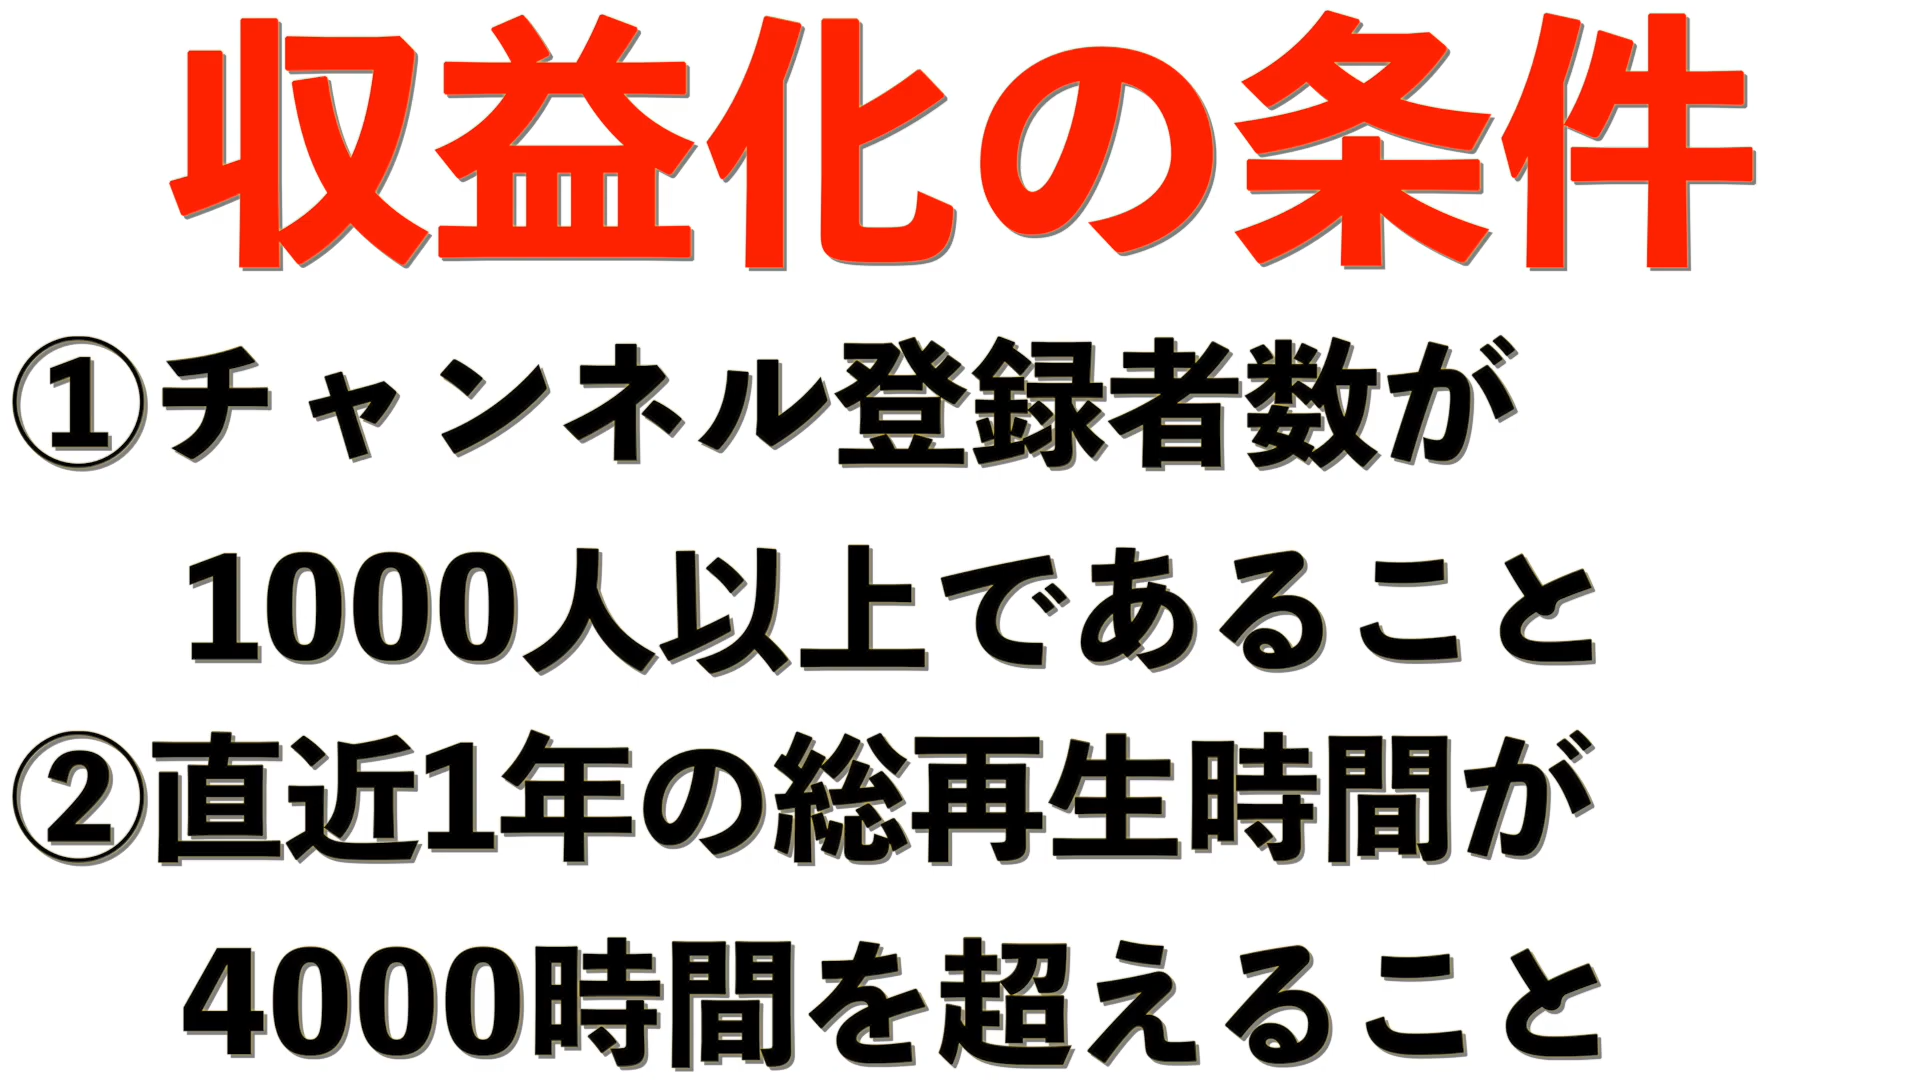 収益化の条件
①チャンネル登録者数が
1000人以上であること
②直近1年の総再生時間が
4000時間を超えること